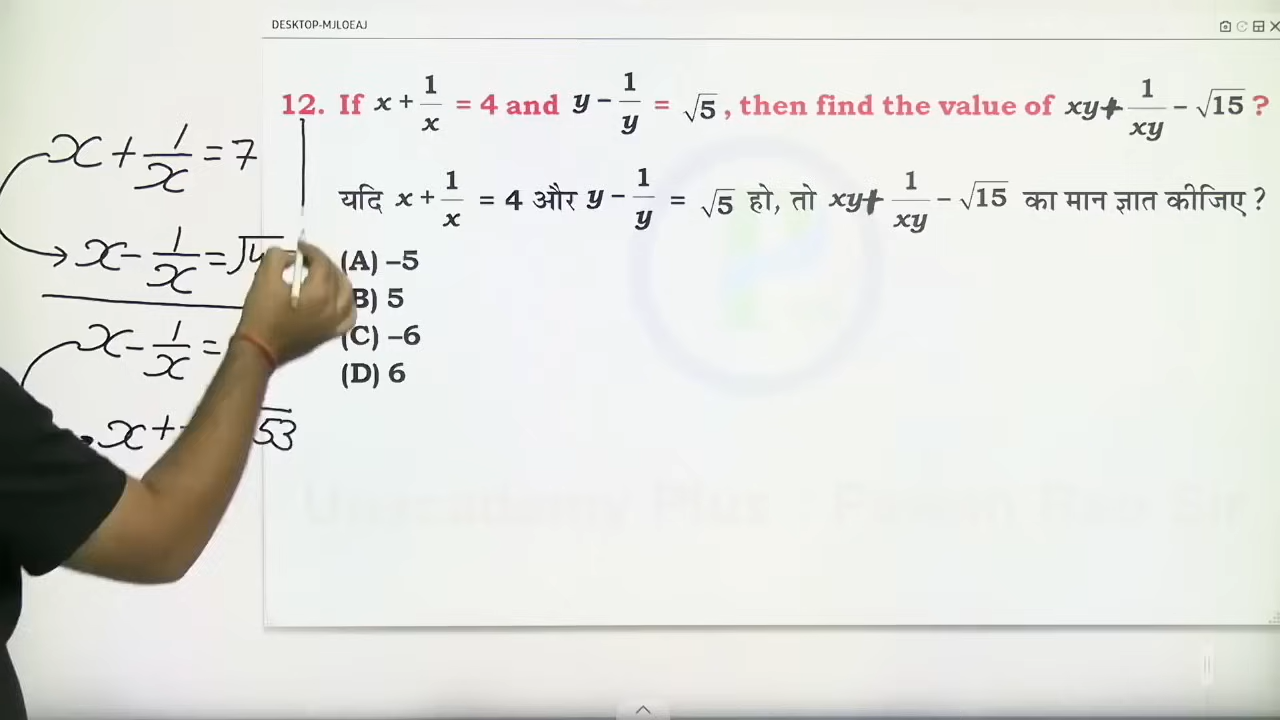 DESKTOP-MJLOEAJ
12. If x + 1/x = 4 and y − 1/y = √5, then find the value of xy + 1/xy − √15 ?
यदि x + 1/x = 4 और y − 1/y = √5 हो, तो xy + 1/xy − √15 का मान ज्ञात कीजिए ?
(A) –5
(B) 5
(C) –6
(D) 6
x + 1/x = 7
x − 1/x = √4
x − 1/x =
x + 53